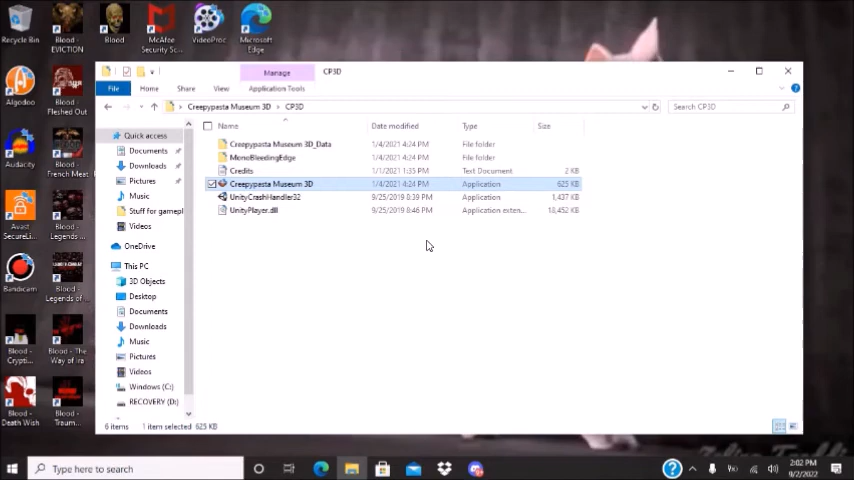 Recycle Bin
Blood - EVICTION
Blood
McAfee Security Sc...
VideoProc
Microsoft Edge
Algodoo
Blood - Fleshed Out
Audacity
Blood - French Meat
Avast SecureLi...
Blood - Legends ...
Bandicam
Blood - Legends of...
Blood - Crypti...
Blood - The Way of Ira
Blood - Death Wish
Blood - Traum...
Manage
CP3D
File
Home
Share
View
Application Tools
Creepypasta Museum 3D
CP3D
Search CP3D
Name
Date modified
Type
Size
Creepypasta Museum 3D_Data 1/4/2021 4:24 PM File folder
MonoBleedingEdge 1/4/2021 4:24 PM File folder
Credits 1/1/2021 1:35 PM Text Document 2 KB
Creepypasta Museum 3D 1/4/2021 4:24 PM Application 625 KB
UnityCrashHandler32 9/25/2019 8:39 PM Application 1,437 KB
UnityPlayer.dll 9/25/2019 8:46 PM Application exten... 18,452 KB
Quick access
Documents
Downloads
Pictures
Music
Stuff for gamepl
Videos
OneDrive
This PC
3D Objects
Desktop
Documents
Downloads
Music
Pictures
Videos
Windows (C:)
RECOVERY (D:)
6 items
1 item selected 625 KB
Type here to search
2:02 PM
9/2/2022